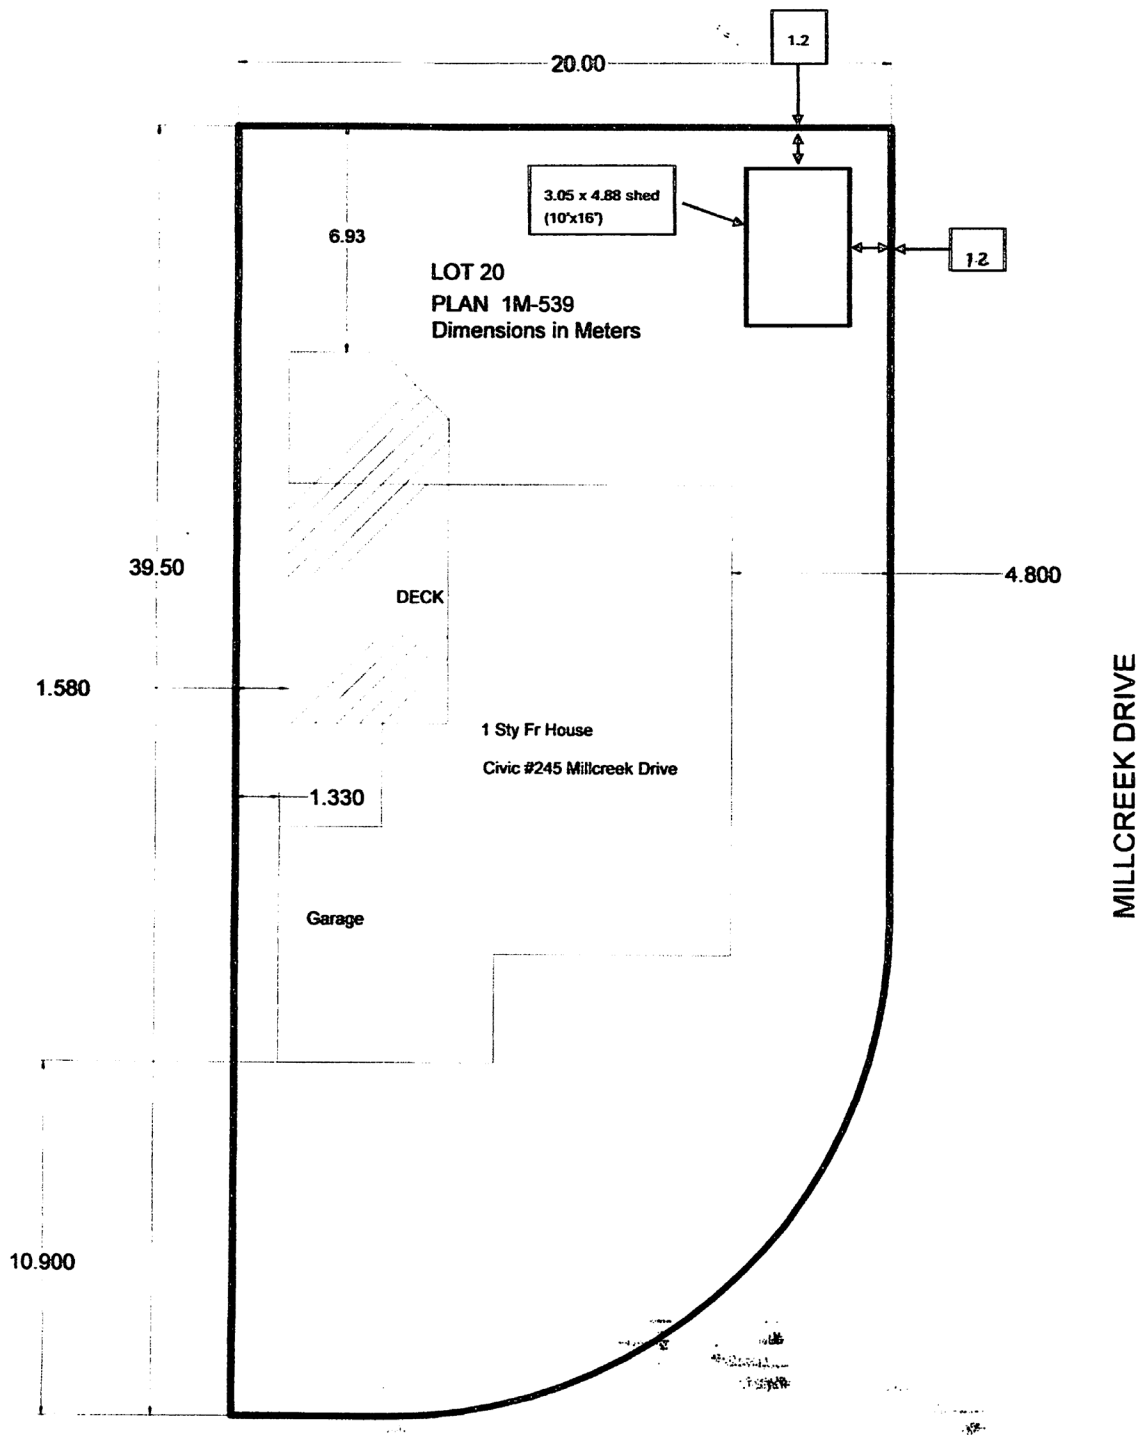 1.2
20.00
3.05 x 4.88 shed
(10'x16')
6.93
1.2
LOT 20
PLAN 1M-539
Dimensions in Meters
39.50
4.800
DECK
1.580
1 Sty Fr House
Civic #245 Millcreek Drive
1.330
MILLCREEK DRIVE
Garage
10.900